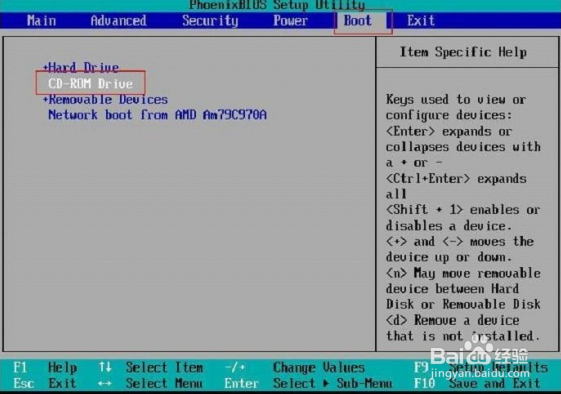 PhoenixBIOS Setup Utility
Main Advanced Security Power Boot Exit
Item Specific Help
+Hard Drive
CD-ROM Drive
+Removable Devices
Network boot from AMD Am79C970A
Keys used to view or
configure devices:
<Enter> expands or
collapses devices with
a + or -
<Ctrl+Enter> expands
all
<Shift + 1> enables or
disables a device.
<+> and <-> moves the
device up or down.
<n> May move removable
device between Hard
Disk or Removable Disk
<d> Remove a device
that is not installed.
Bai 经验
jingyan.baidu.com
F1 Help ↑↓ Select Item -/+ Change Values F9 Setup Defaults
Esc Exit ↔ Select Menu Enter Select ▶ Sub-Menu F10 Save and Exit